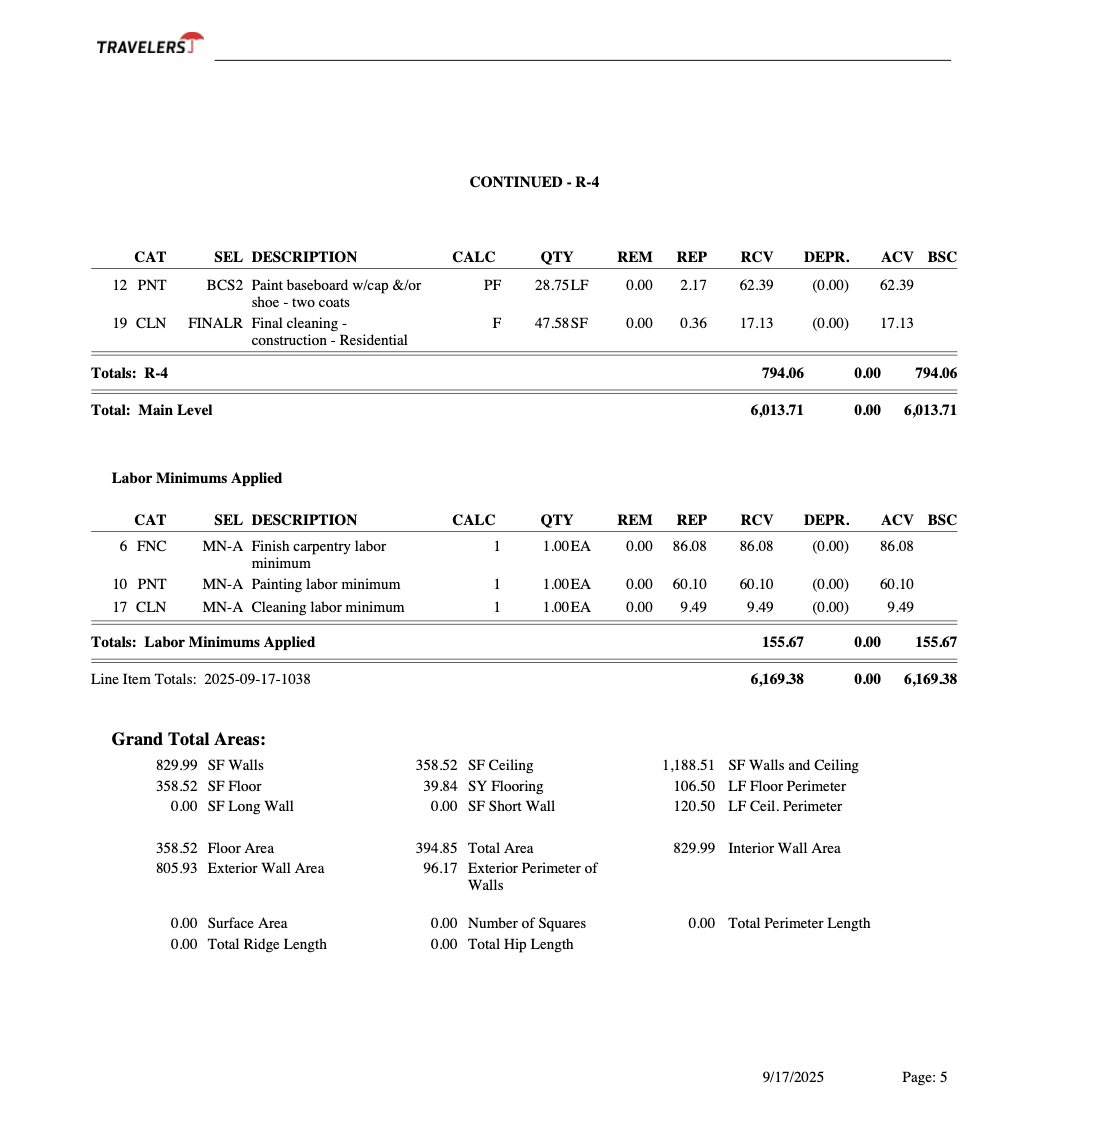 TRAVELERS
CONTINUED - R-4
CAT SEL DESCRIPTION CALC QTY REM REP RCV DEPR. ACV BSC
12 PNT BCS2 Paint baseboard w/cap &/or PF 28.75LF 0.00 2.17 62.39 (0.00) 62.39
shoe - two coats
19 CLN FINALR Final cleaning - F 47.58SF 0.00 0.36 17.13 (0.00) 17.13
construction - Residential
Totals: R-4 794.06 0.00 794.06
Total: Main Level 6,013.71 0.00 6,013.71
Labor Minimums Applied
CAT SEL DESCRIPTION CALC QTY REM REP RCV DEPR. ACV BSC
6 FNC MN-A Finish carpentry labor 1 1.00EA 0.00 86.08 86.08 (0.00) 86.08
minimum
10 PNT MN-A Painting labor minimum 1 1.00EA 0.00 60.10 60.10 (0.00) 60.10
17 CLN MN-A Cleaning labor minimum 1 1.00EA 0.00 9.49 9.49 (0.00) 9.49
Totals: Labor Minimums Applied 155.67 0.00 155.67
Line Item Totals: 2025-09-17-1038 6,169.38 0.00 6,169.38
Grand Total Areas:
829.99 SF Walls 358.52 SF Ceiling 1,188.51 SF Walls and Ceiling
358.52 SF Floor 39.84 SY Flooring 106.50 LF Floor Perimeter
0.00 SF Long Wall 0.00 SF Short Wall 120.50 LF Ceil. Perimeter
358.52 Floor Area 394.85 Total Area 829.99 Interior Wall Area
805.93 Exterior Wall Area 96.17 Exterior Perimeter of
Walls
0.00 Surface Area 0.00 Number of Squares 0.00 Total Perimeter Length
0.00 Total Ridge Length 0.00 Total Hip Length
9/17/2025 Page: 5